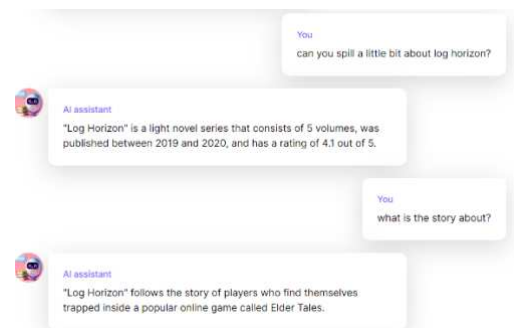 You
can you spill a little bit about log horizon?
AI assistant
"Log Horizon" is a light novel series that consists of 5 volumes, was
published between 2019 and 2020, and has a rating of 4.1 out of 5.
You
what is the story about?
AI assistant
"Log Horizon" follows the story of players who find themselves
trapped inside a popular online game called Elder Tales.